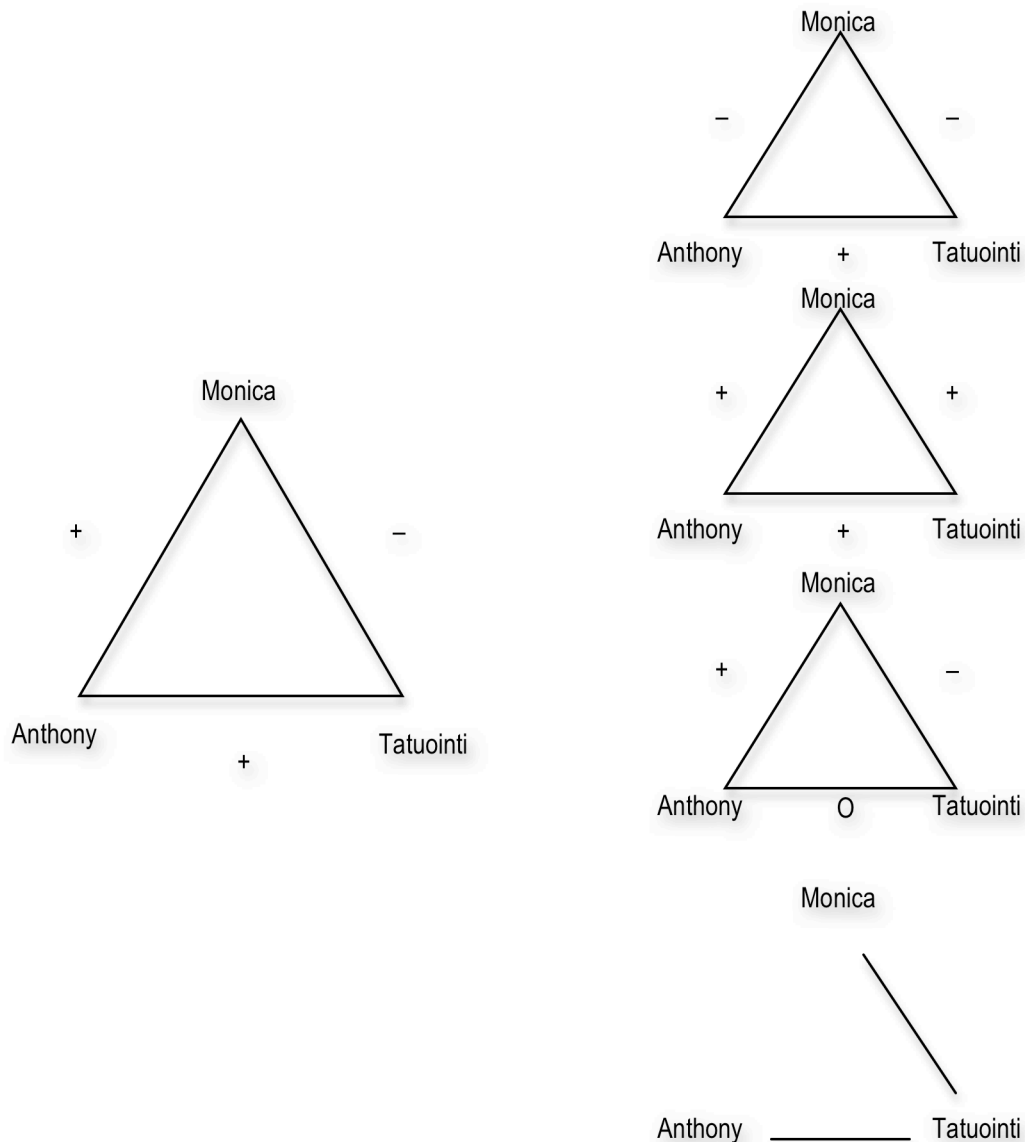 Monica
+ –
Anthony + Tatuointi
Monica
– –
Anthony + Tatuointi
Monica
+ +
Anthony + Tatuointi
Monica
+ –
Anthony O Tatuointi
Monica
Anthony Tatuointi